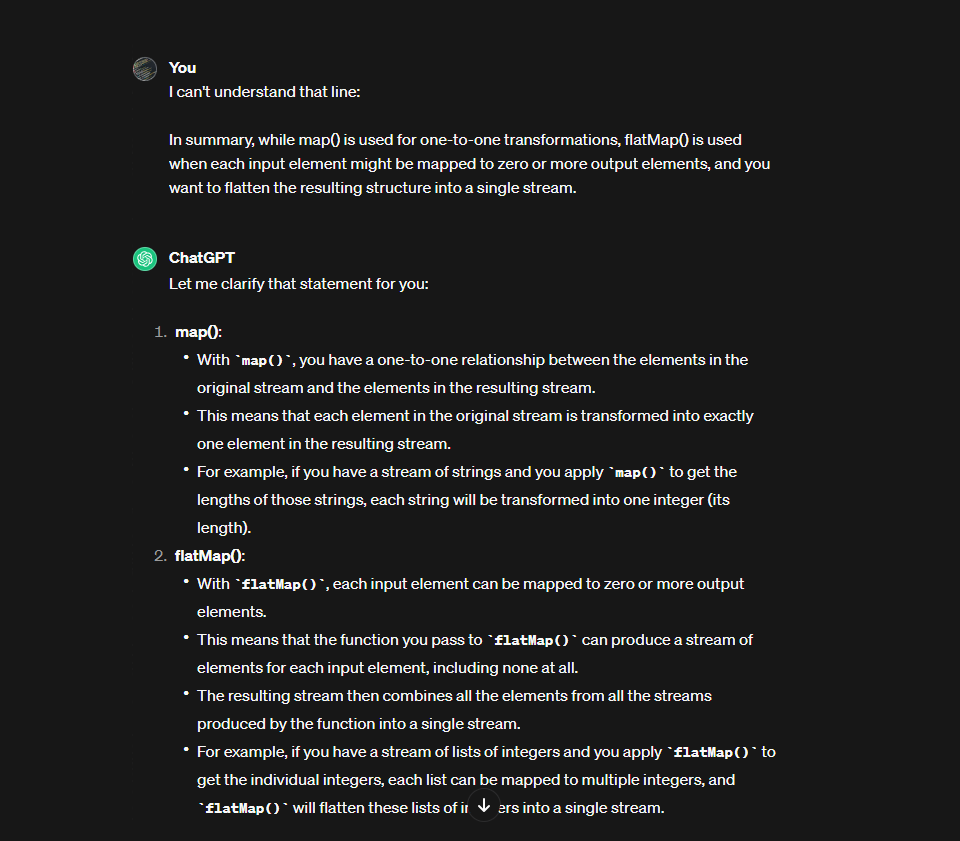 You
I can't understand that line:
In summary, while map() is used for one-to-one transformations, flatMap() is used
when each input element might be mapped to zero or more output elements, and you
want to flatten the resulting structure into a single stream.
ChatGPT
Let me clarify that statement for you:
1. map():
• With `map()`, you have a one-to-one relationship between the elements in the
original stream and the elements in the resulting stream.
• This means that each element in the original stream is transformed into exactly
one element in the resulting stream.
• For example, if you have a stream of strings and you apply `map()` to get the
lengths of those strings, each string will be transformed into one integer (its
length).
2. flatMap():
• With `flatMap()`, each input element can be mapped to zero or more output
elements.
• This means that the function you pass to `flatMap()` can produce a stream of
elements for each input element, including none at all.
• The resulting stream then combines all the elements from all the streams
produced by the function into a single stream.
• For example, if you have a stream of lists of integers and you apply `flatMap()` to
get the individual integers, each list can be mapped to multiple integers, and
`flatMap()` will flatten these lists of into a single stream.